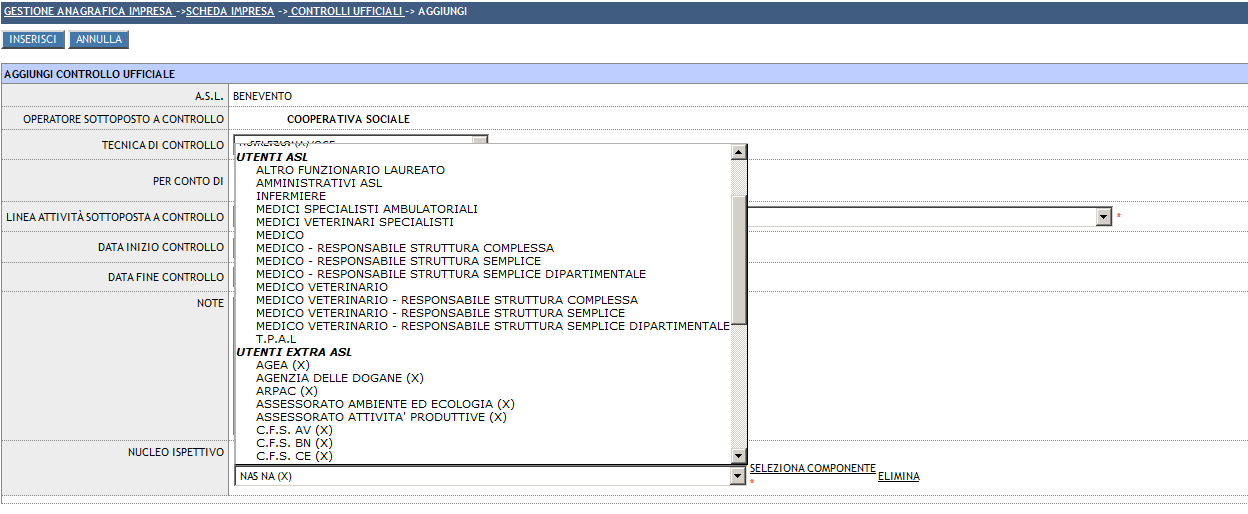 GESTIONE ANAGRAFICA IMPRESA ->SCHEDA IMPRESA -> CONTROLLI UFFICIALI -> AGGIUNGI
INSERISCI ANNULLA
AGGIUNGI CONTROLLO UFFICIALE
A.S.L. BENEVENTO
OPERATORE SOTTOPOSTO A CONTROLLO COOPERATIVA SOCIALE
TECNICA DI CONTROLLO
PER CONTO DI
LINEA ATTIVITÀ SOTTOPOSTA A CONTROLLO *
DATA INIZIO CONTROLLO
DATA FINE CONTROLLO
NOTE
UTENTI ASL
ALTRO FUNZIONARIO LAUREATO
AMMINISTRATIVI ASL
INFERMIERE
MEDICI SPECIALISTI AMBULATORIALI
MEDICI VETERINARI SPECIALISTI
MEDICO
MEDICO - RESPONSABILE STRUTTURA COMPLESSA
MEDICO - RESPONSABILE STRUTTURA SEMPLICE
MEDICO - RESPONSABILE STRUTTURA SEMPLICE DIPARTIMENTALE
MEDICO VETERINARIO
MEDICO VETERINARIO - RESPONSABILE STRUTTURA COMPLESSA
MEDICO VETERINARIO - RESPONSABILE STRUTTURA SEMPLICE
MEDICO VETERINARIO - RESPONSABILE STRUTTURA SEMPLICE DIPARTIMENTALE
T.P.A.L
UTENTI EXTRA ASL
AGEA (X)
AGENZIA DELLE DOGANE (X)
ARPAC (X)
ASSESSORATO AMBIENTE ED ECOLOGIA (X)
ASSESSORATO ATTIVITA' PRODUTTIVE (X)
C.F.S. AV (X)
C.F.S. BN (X)
C.F.S. CE (X)
NUCLEO ISPETTIVO
NAS NA (X) SELEZIONA COMPONENTE * ELIMINA